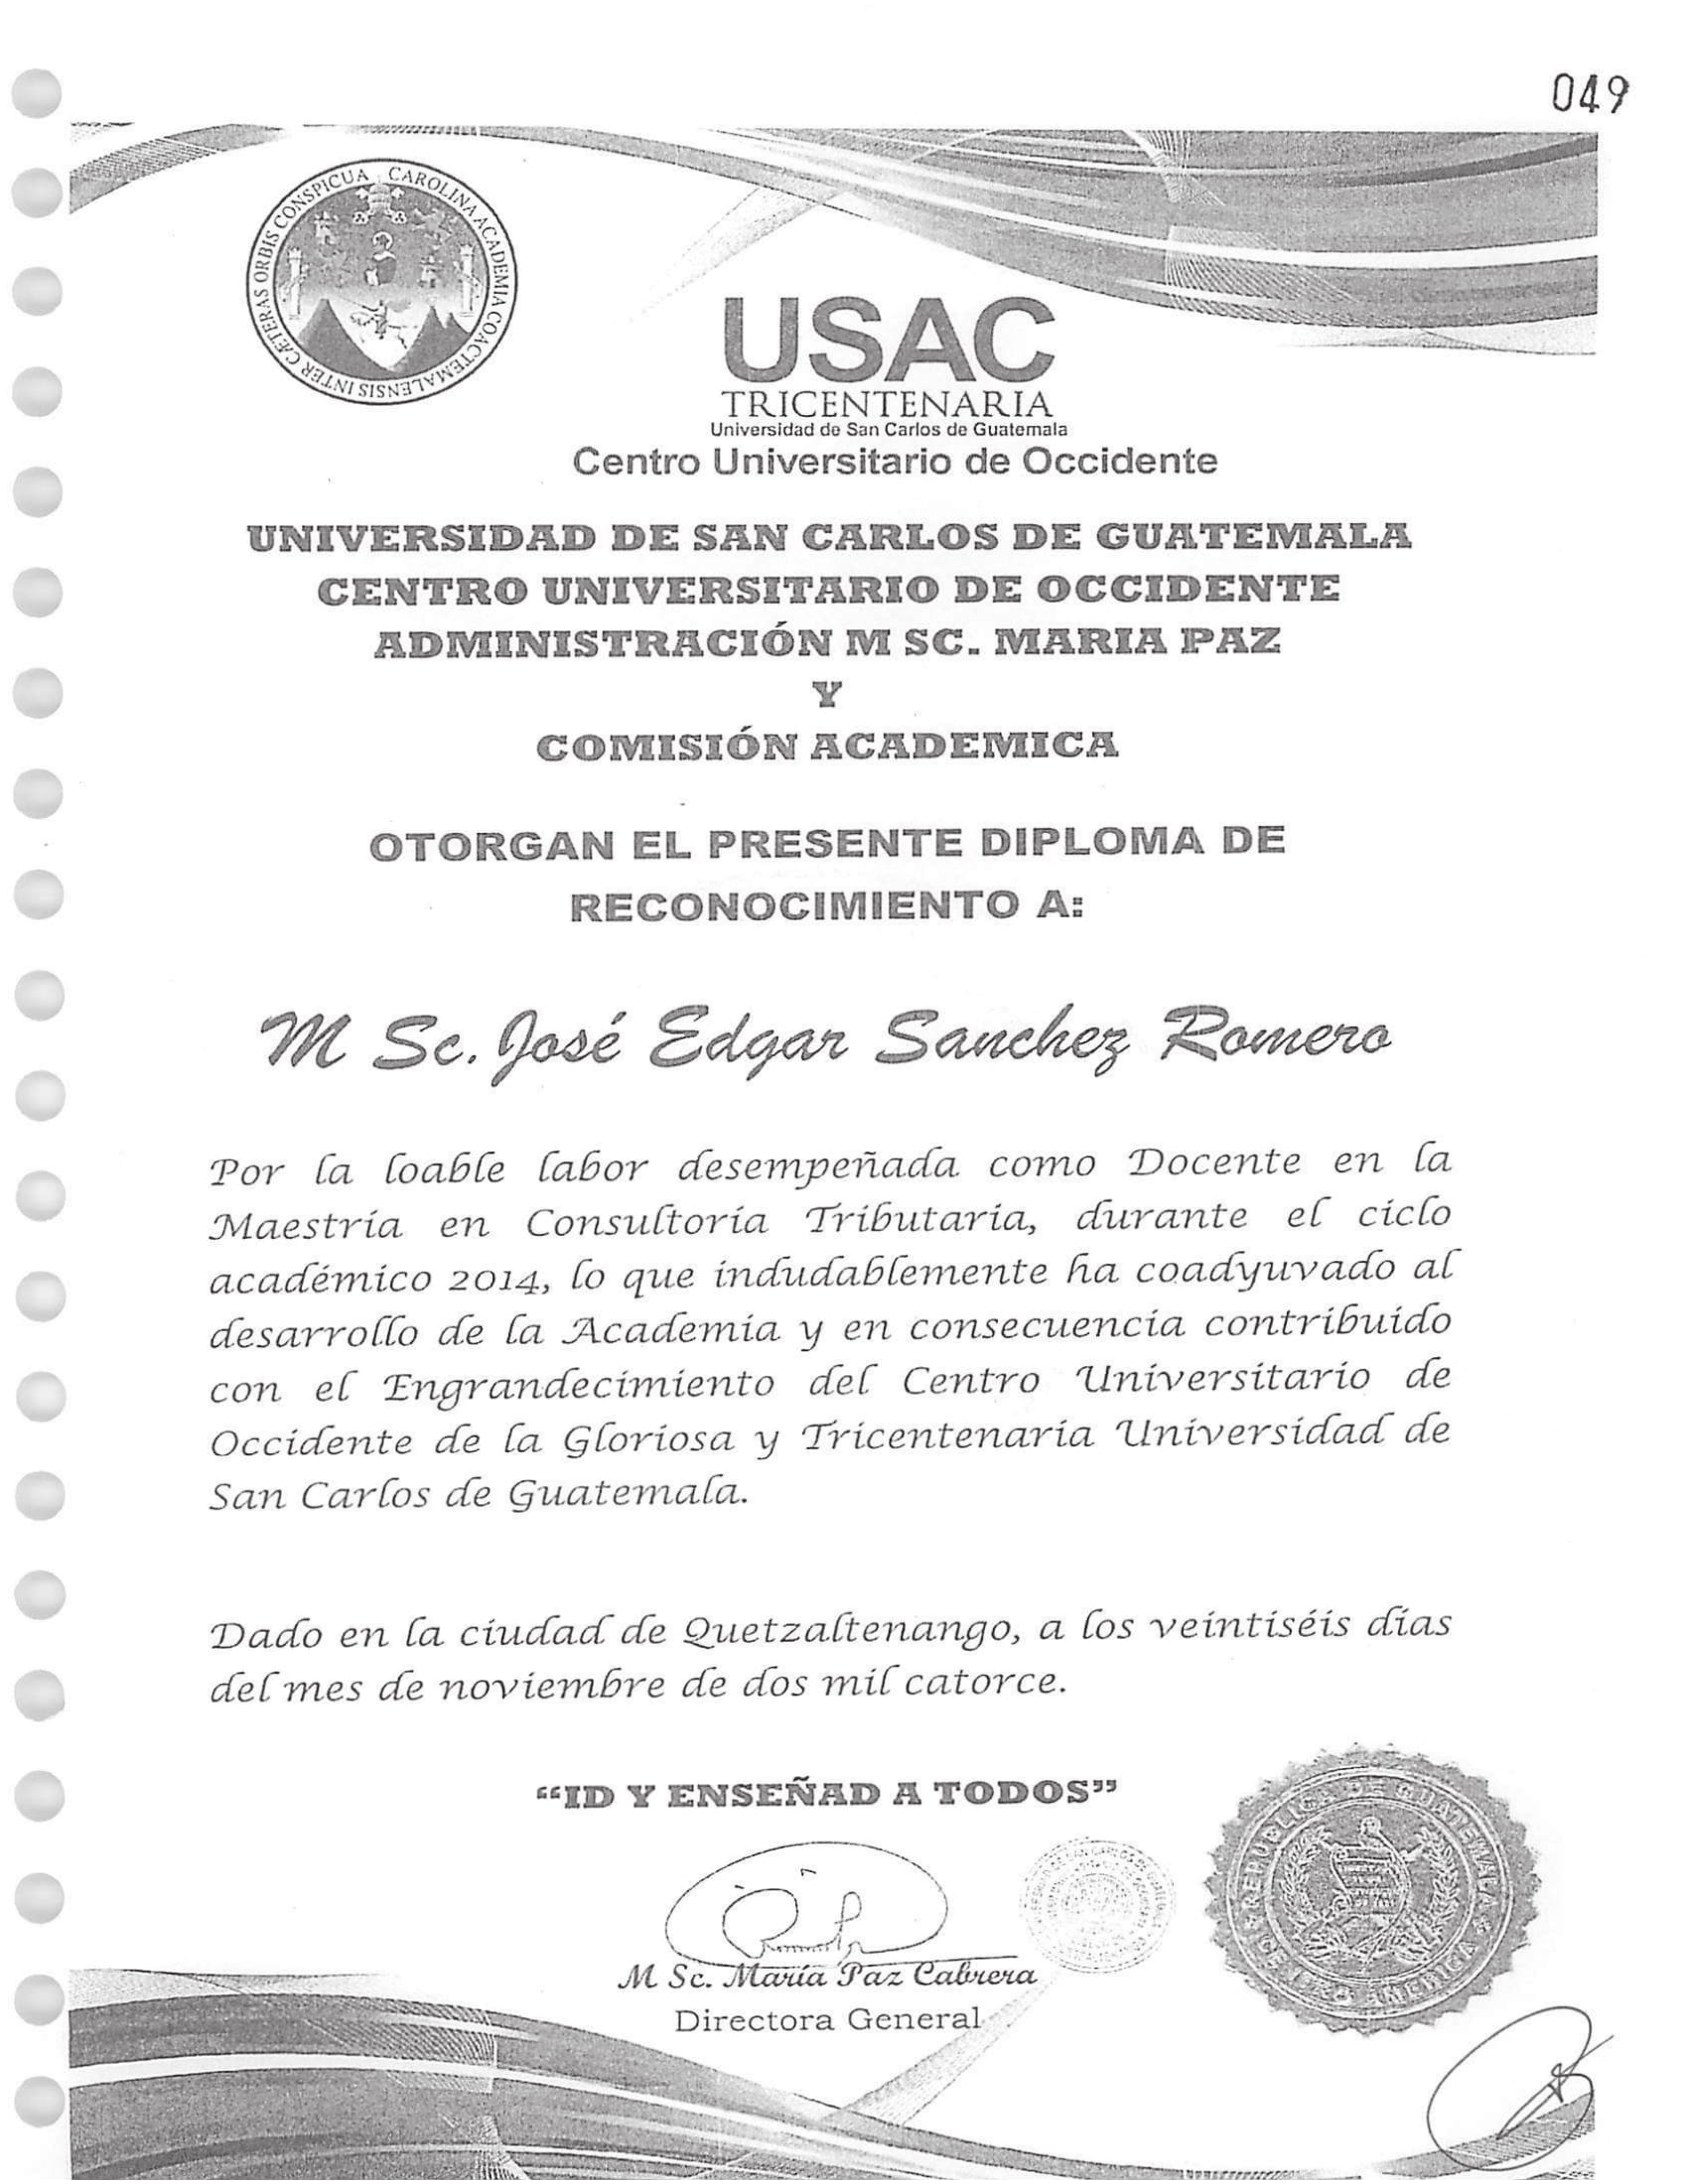 049
CAROLINA ACADEMIA COACTEMALENSIS INTER CÆTERAS ORBIS CONSPICUA
USAC
TRICENTENARIA
Universidad de San Carlos de Guatemala
Centro Universitario de Occidente
UNIVERSIDAD DE SAN CARLOS DE GUATEMALA
CENTRO UNIVERSITARIO DE OCCIDENTE
ADMINISTRACIÓN M SC. MARIA PAZ
Y
COMISIÓN ACADEMICA
OTORGAN EL PRESENTE DIPLOMA DE
RECONOCIMIENTO A:
M Sc. José Edgar Sanchez Romero
Por la loable labor desempeñada como Docente en la
Maestría en Consultoría Tributaria, durante el ciclo
académico 2014, lo que indudablemente ha coadyuvado al
desarrollo de la Academia y en consecuencia contribuido
con el Engrandecimiento del Centro Universitario de
Occidente de la Gloriosa y Tricentenaria Universidad de
San Carlos de Guatemala.
Dado en la ciudad de Quetzaltenango, a los veintiséis días
del mes de noviembre de dos mil catorce.
“ID Y ENSEÑAD A TODOS”
M Sc. María Paz Cabrera
Directora General
REPUBLICA DE GUATEMALA
CENTRO AMERICA